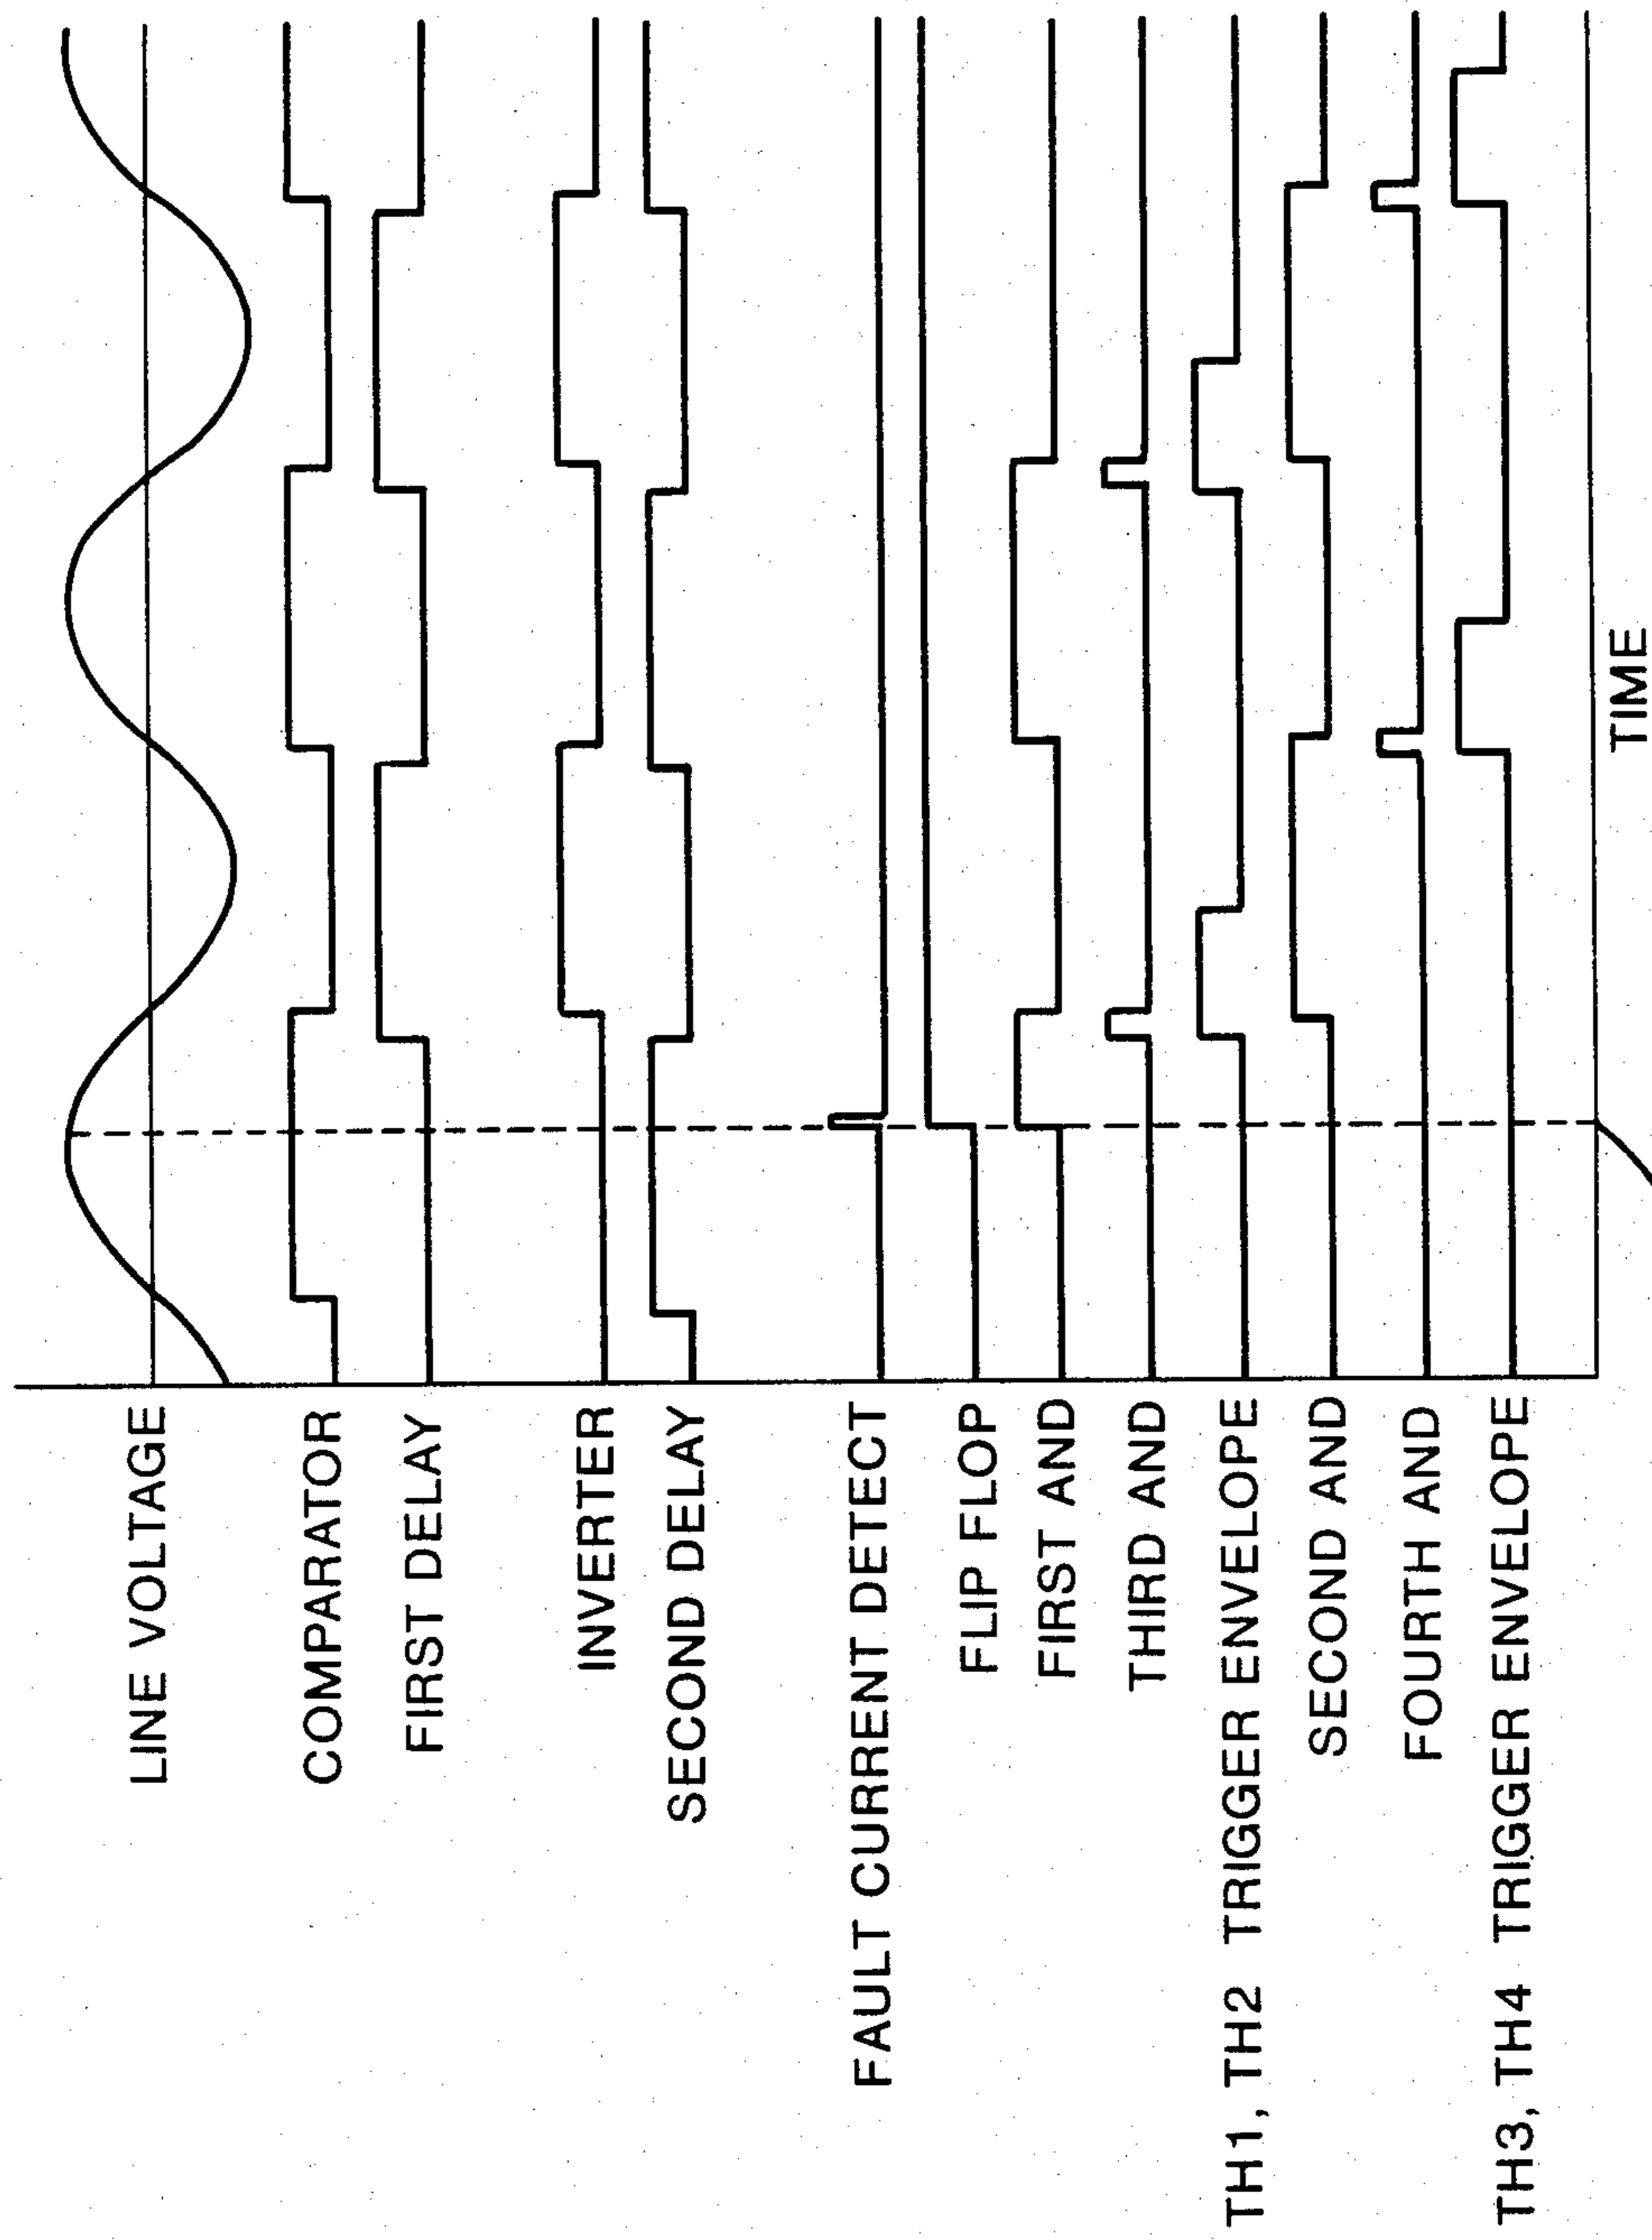 LINE VOLTAGE
COMPARATOR
FIRST DELAY
INVERTER
SECOND DELAY
FAULT CURRENT DETECT
FLIP FLOP
FIRST AND
THIRD AND
TH1, TH2 TRIGGER ENVELOPE
SECOND AND
FOURTH AND
TH3, TH4 TRIGGER ENVELOPE
TIME